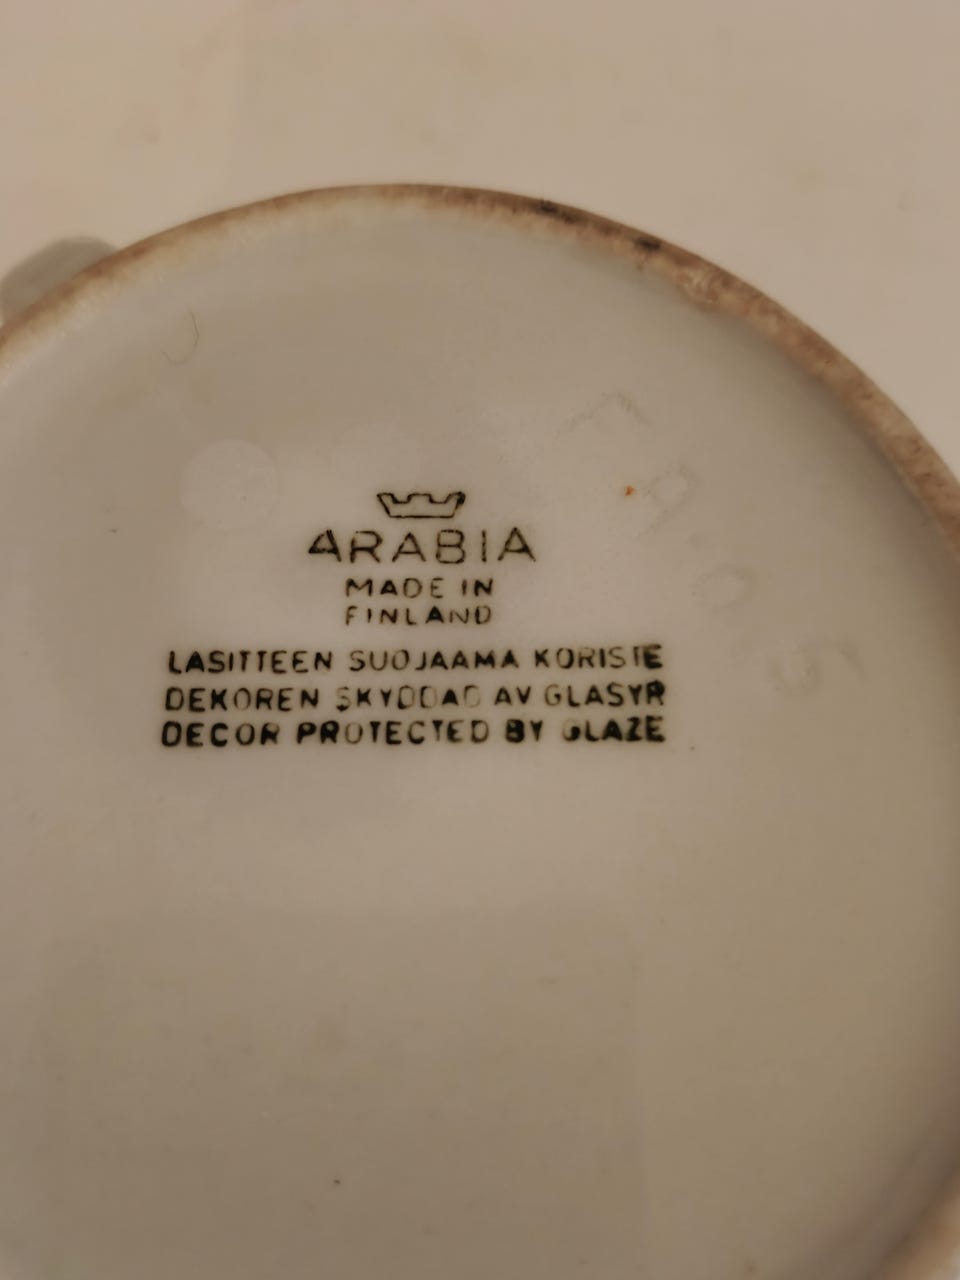 ARABIA
MADE IN
FINLAND
LASITTEEN SUOJAAMA KORISTE
DEKOREN SKYDDAD AV GLASYR
DECOR PROTECTED BY GLAZE